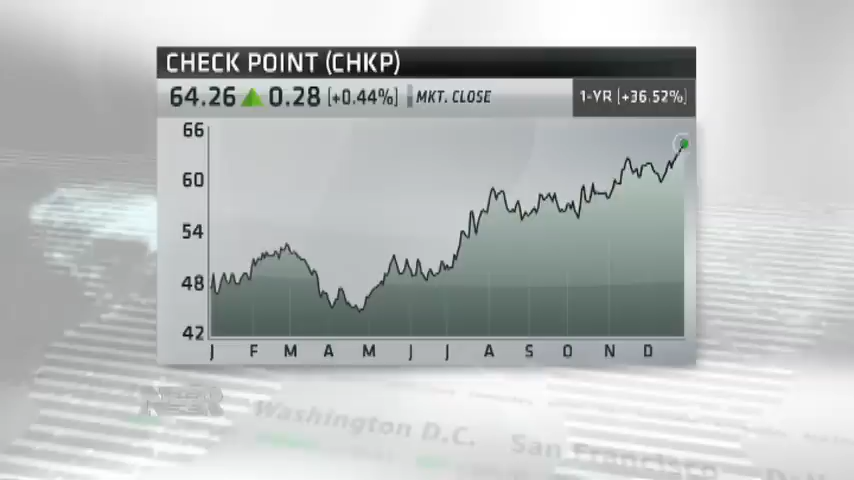 CHECK POINT (CHKP)
64.26 0.28 [+0.44%] MKT. CLOSE 1-YR [+36.52%]
66
60
54
48
42
J F M A M J J A S O N D
Washington D.C. San Francisco